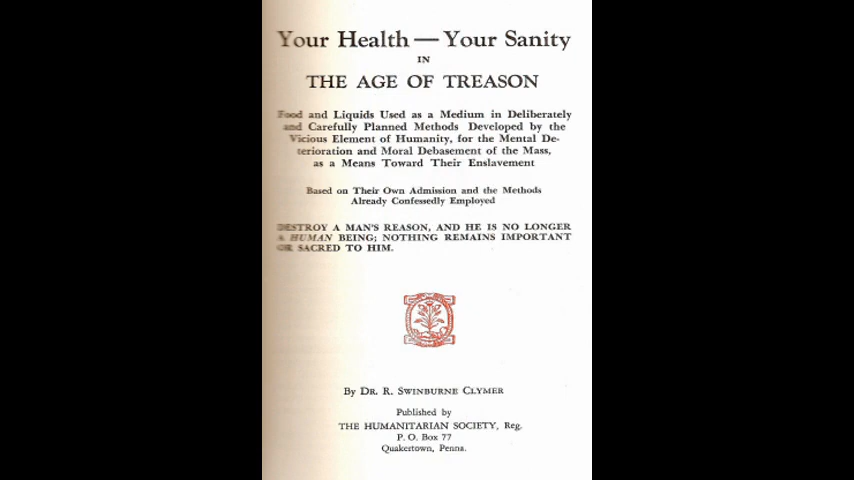 Your Health — Your Sanity
IN
THE AGE OF TREASON
Food and Liquids Used as a Medium in Deliberately
and Carefully Planned Methods Developed by the
Vicious Element of Humanity, for the Mental De-
terioration and Moral Debasement of the Mass,
as a Means Toward Their Enslavement
Based on Their Own Admission and the Methods
Already Confessedly Employed
DESTROY A MAN'S REASON, AND HE IS NO LONGER
A HUMAN BEING; NOTHING REMAINS IMPORTANT
OR SACRED TO HIM.
By DR. R. SWINBURNE CLYMER
Published by
THE HUMANITARIAN SOCIETY, Reg.
P. O. Box 77
Quakertown, Penna.